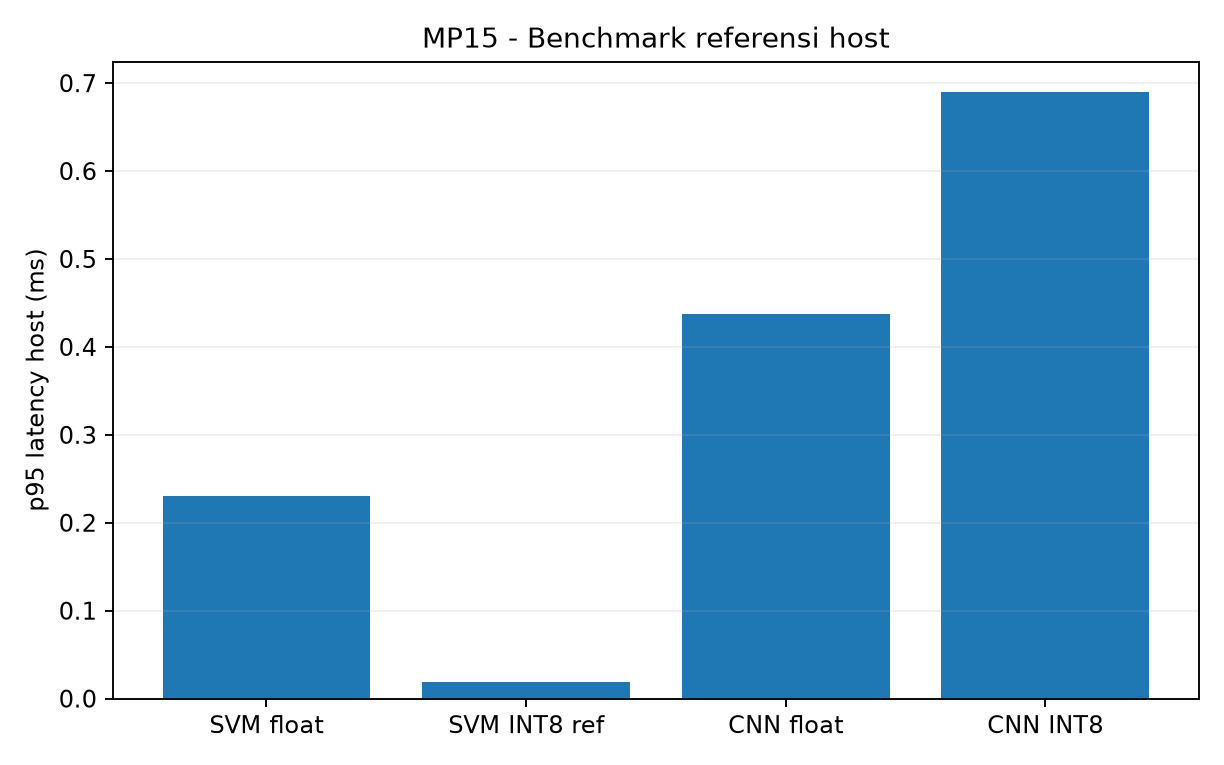 MP15 - Benchmark referensi host
p95 latency host (ms)
0.7
0.6
0.5
0.4
0.3
0.2
0.1
0.0
SVM float
SVM INT8 ref
CNN float
CNN INT8